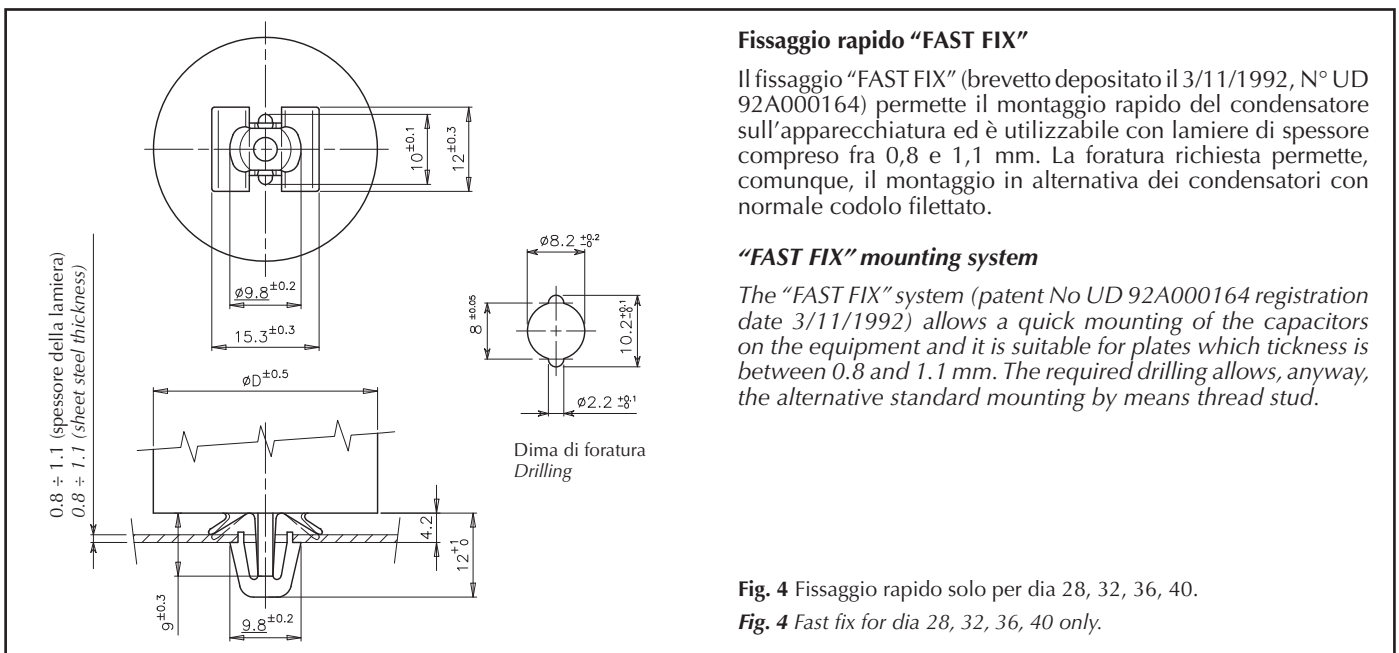 10±0.1
12±0.3
ø9.8±0.2
15.3±0.3
øD±0.5
0.8 ÷ 1.1 (spessore della lamiera)
0.8 ÷ 1.1 (sheet steel thickness)
4.2
12+1 0
9±0.3
9.8±0.2
ø8.2 +0.2 -0
8 ±0.05
10.2 +0.1 -0
ø2.2 +0.1 -0
Dima di foratura
Drilling
Fissaggio rapido “FAST FIX”
Il fissaggio “FAST FIX” (brevetto depositato il 3/11/1992, N° UD
92A000164) permette il montaggio rapido del condensatore
sull’apparecchiatura ed è utilizzabile con lamiere di spessore
compreso fra 0,8 e 1,1 mm. La foratura richiesta permette,
comunque, il montaggio in alternativa dei condensatori con
normale codolo filettato.
“FAST FIX” mounting system
The “FAST FIX” system (patent No UD 92A000164 registration
date 3/11/1992) allows a quick mounting of the capacitors
on the equipment and it is suitable for plates which tickness is
between 0.8 and 1.1 mm. The required drilling allows, anyway,
the alternative standard mounting by means thread stud.
Fig. 4 Fissaggio rapido solo per dia 28, 32, 36, 40.
Fig. 4 Fast fix for dia 28, 32, 36, 40 only.